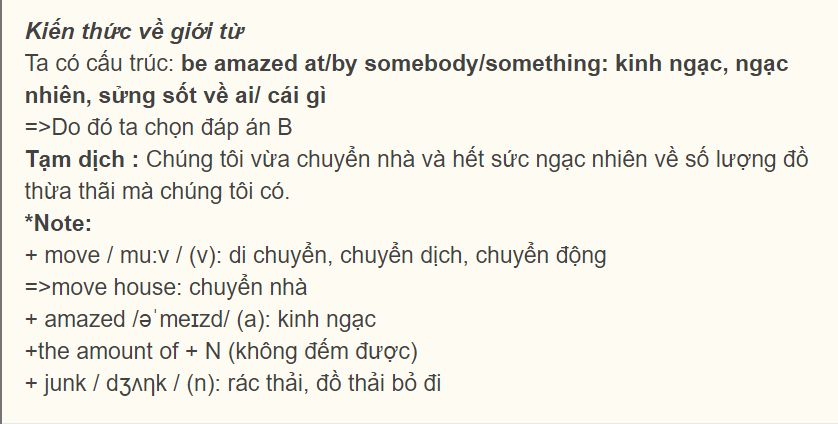 Kiến thức về giới từ
Ta có cấu trúc: be amazed at/by somebody/something: kinh ngạc, ngạc
nhiên, sửng sốt về ai/ cái gì
=>Do đó ta chọn đáp án B
Tạm dịch : Chúng tôi vừa chuyển nhà và hết sức ngạc nhiên về số lượng đồ
thừa thãi mà chúng tôi có.
*Note:
+ move / mu:v / (v): di chuyển, chuyển dịch, chuyển động
=>move house: chuyển nhà
+ amazed /əˈmeɪzd/ (a): kinh ngạc
+the amount of + N (không đếm được)
+ junk / dʒʌηk / (n): rác thải, đồ thải bỏ đi